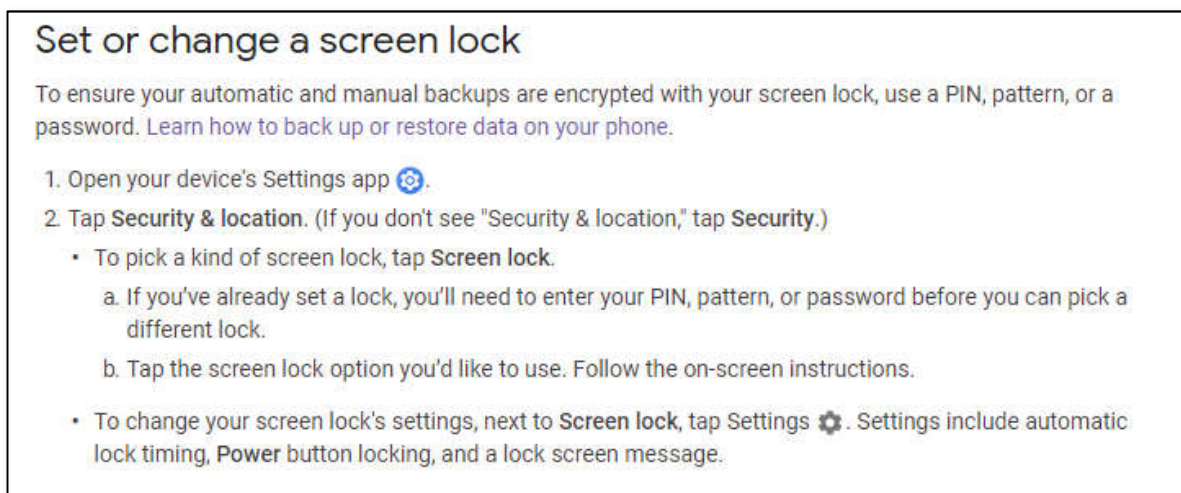 Set or change a screen lock
To ensure your automatic and manual backups are encrypted with your screen lock, use a PIN, pattern, or a
password. Learn how to back up or restore data on your phone.
1. Open your device's Settings app .
2. Tap Security & location. (If you don't see "Security & location," tap Security.)
• To pick a kind of screen lock, tap Screen lock.
a. If you’ve already set a lock, you’ll need to enter your PIN, pattern, or password before you can pick a
different lock.
b. Tap the screen lock option you’d like to use. Follow the on-screen instructions.
• To change your screen lock's settings, next to Screen lock, tap Settings . Settings include automatic
lock timing, Power button locking, and a lock screen message.